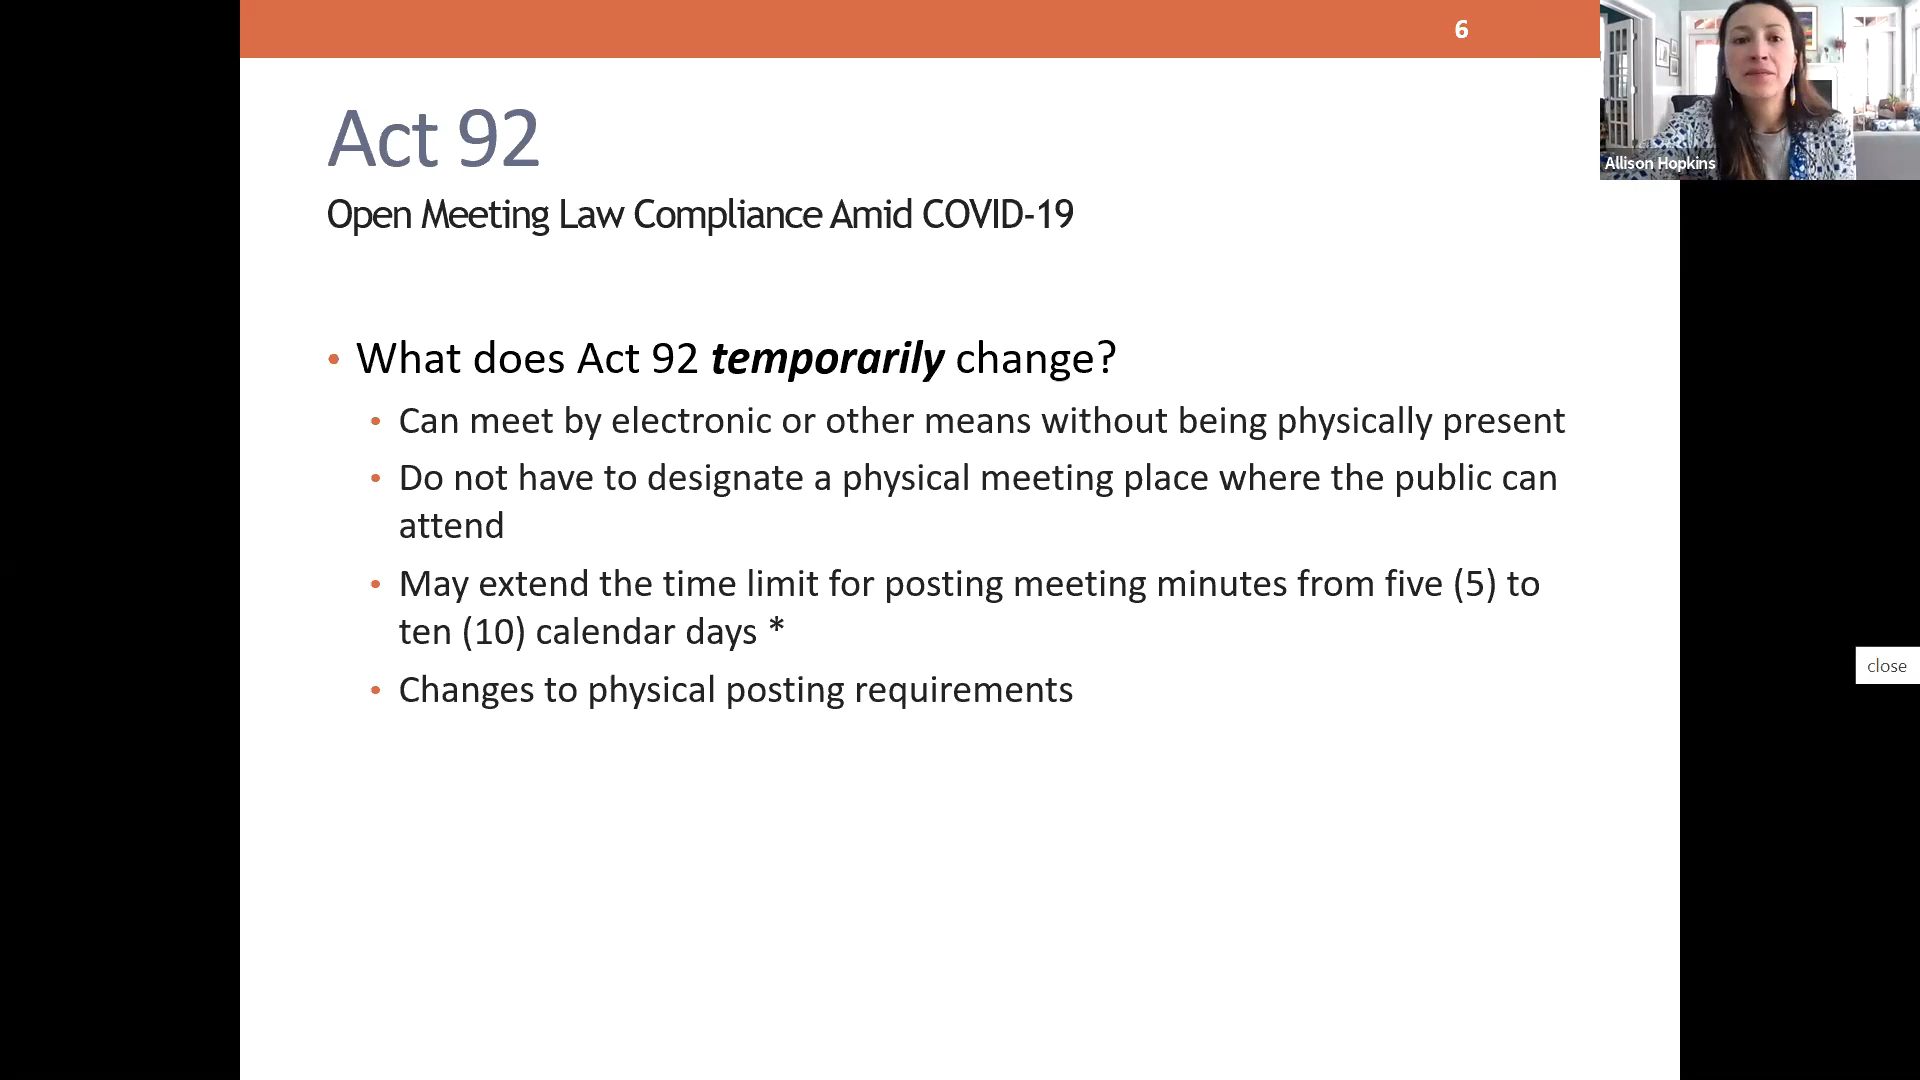 6
Act 92
Open Meeting Law Compliance Amid COVID-19
• What does Act 92 temporarily change?
• Can meet by electronic or other means without being physically present
• Do not have to designate a physical meeting place where the public can
attend
• May extend the time limit for posting meeting minutes from five (5) to
ten (10) calendar days *
• Changes to physical posting requirements
Allison Hopkins
close